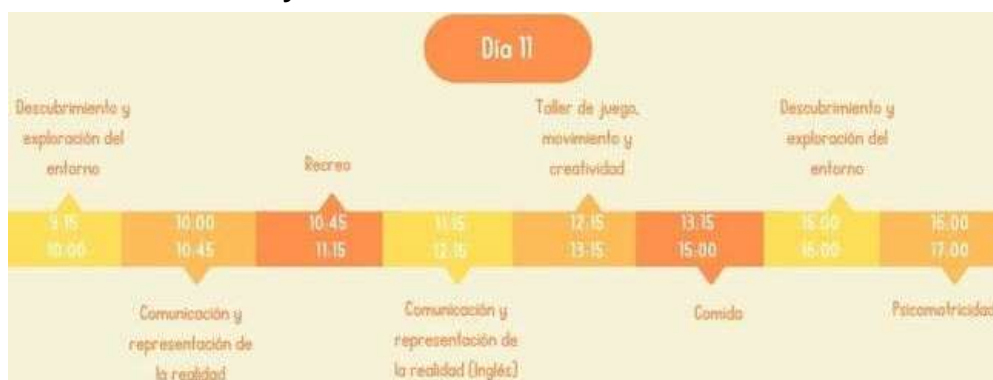 Día 11
Descubrimiento y
exploración del
entorno
Recreo
Taller de juego,
movimiento y
creatividad
Descubrimiento y
exploración del
entorno
9:15
10:00
10:00
10:45
10:45
11:15
11:15
12:15
12:15
13:15
13:15
15:00
15:00
16:00
16:00
17:00
Comunicación y
representación de
la realidad
Comunicación y
representación de
la realidad (Inglés)
Comida
Psicomotricidad